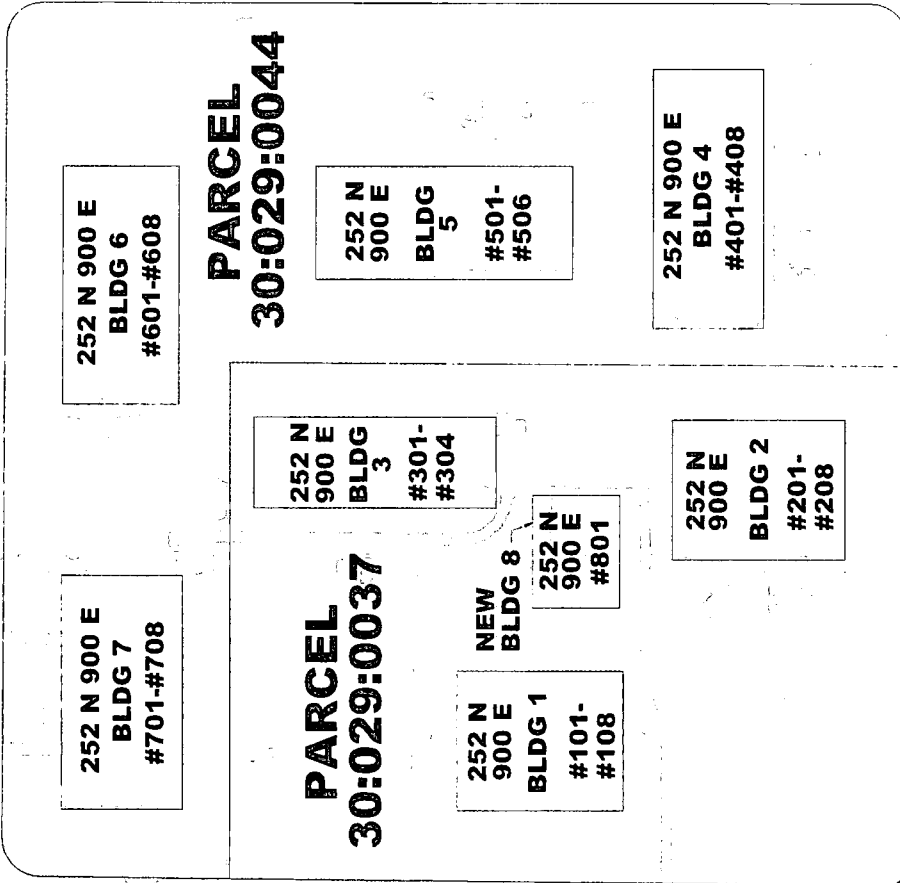 252 N 900 E
BLDG 7
#701-#708
252 N 900 E
BLDG 6
#601-#608
PARCEL
30:029:0044
PARCEL
30:029:0037
252 N
900 E
BLDG
3
#301-
#304
252 N
900 E
BLDG
5
#501-
#506
252 N
900 E
BLDG 1
#101-
#108
NEW
BLDG 8
252 N
900 E
#801
252 N
900 E
BLDG 2
#201-
#208
252 N 900 E
BLDG 4
#401-#408